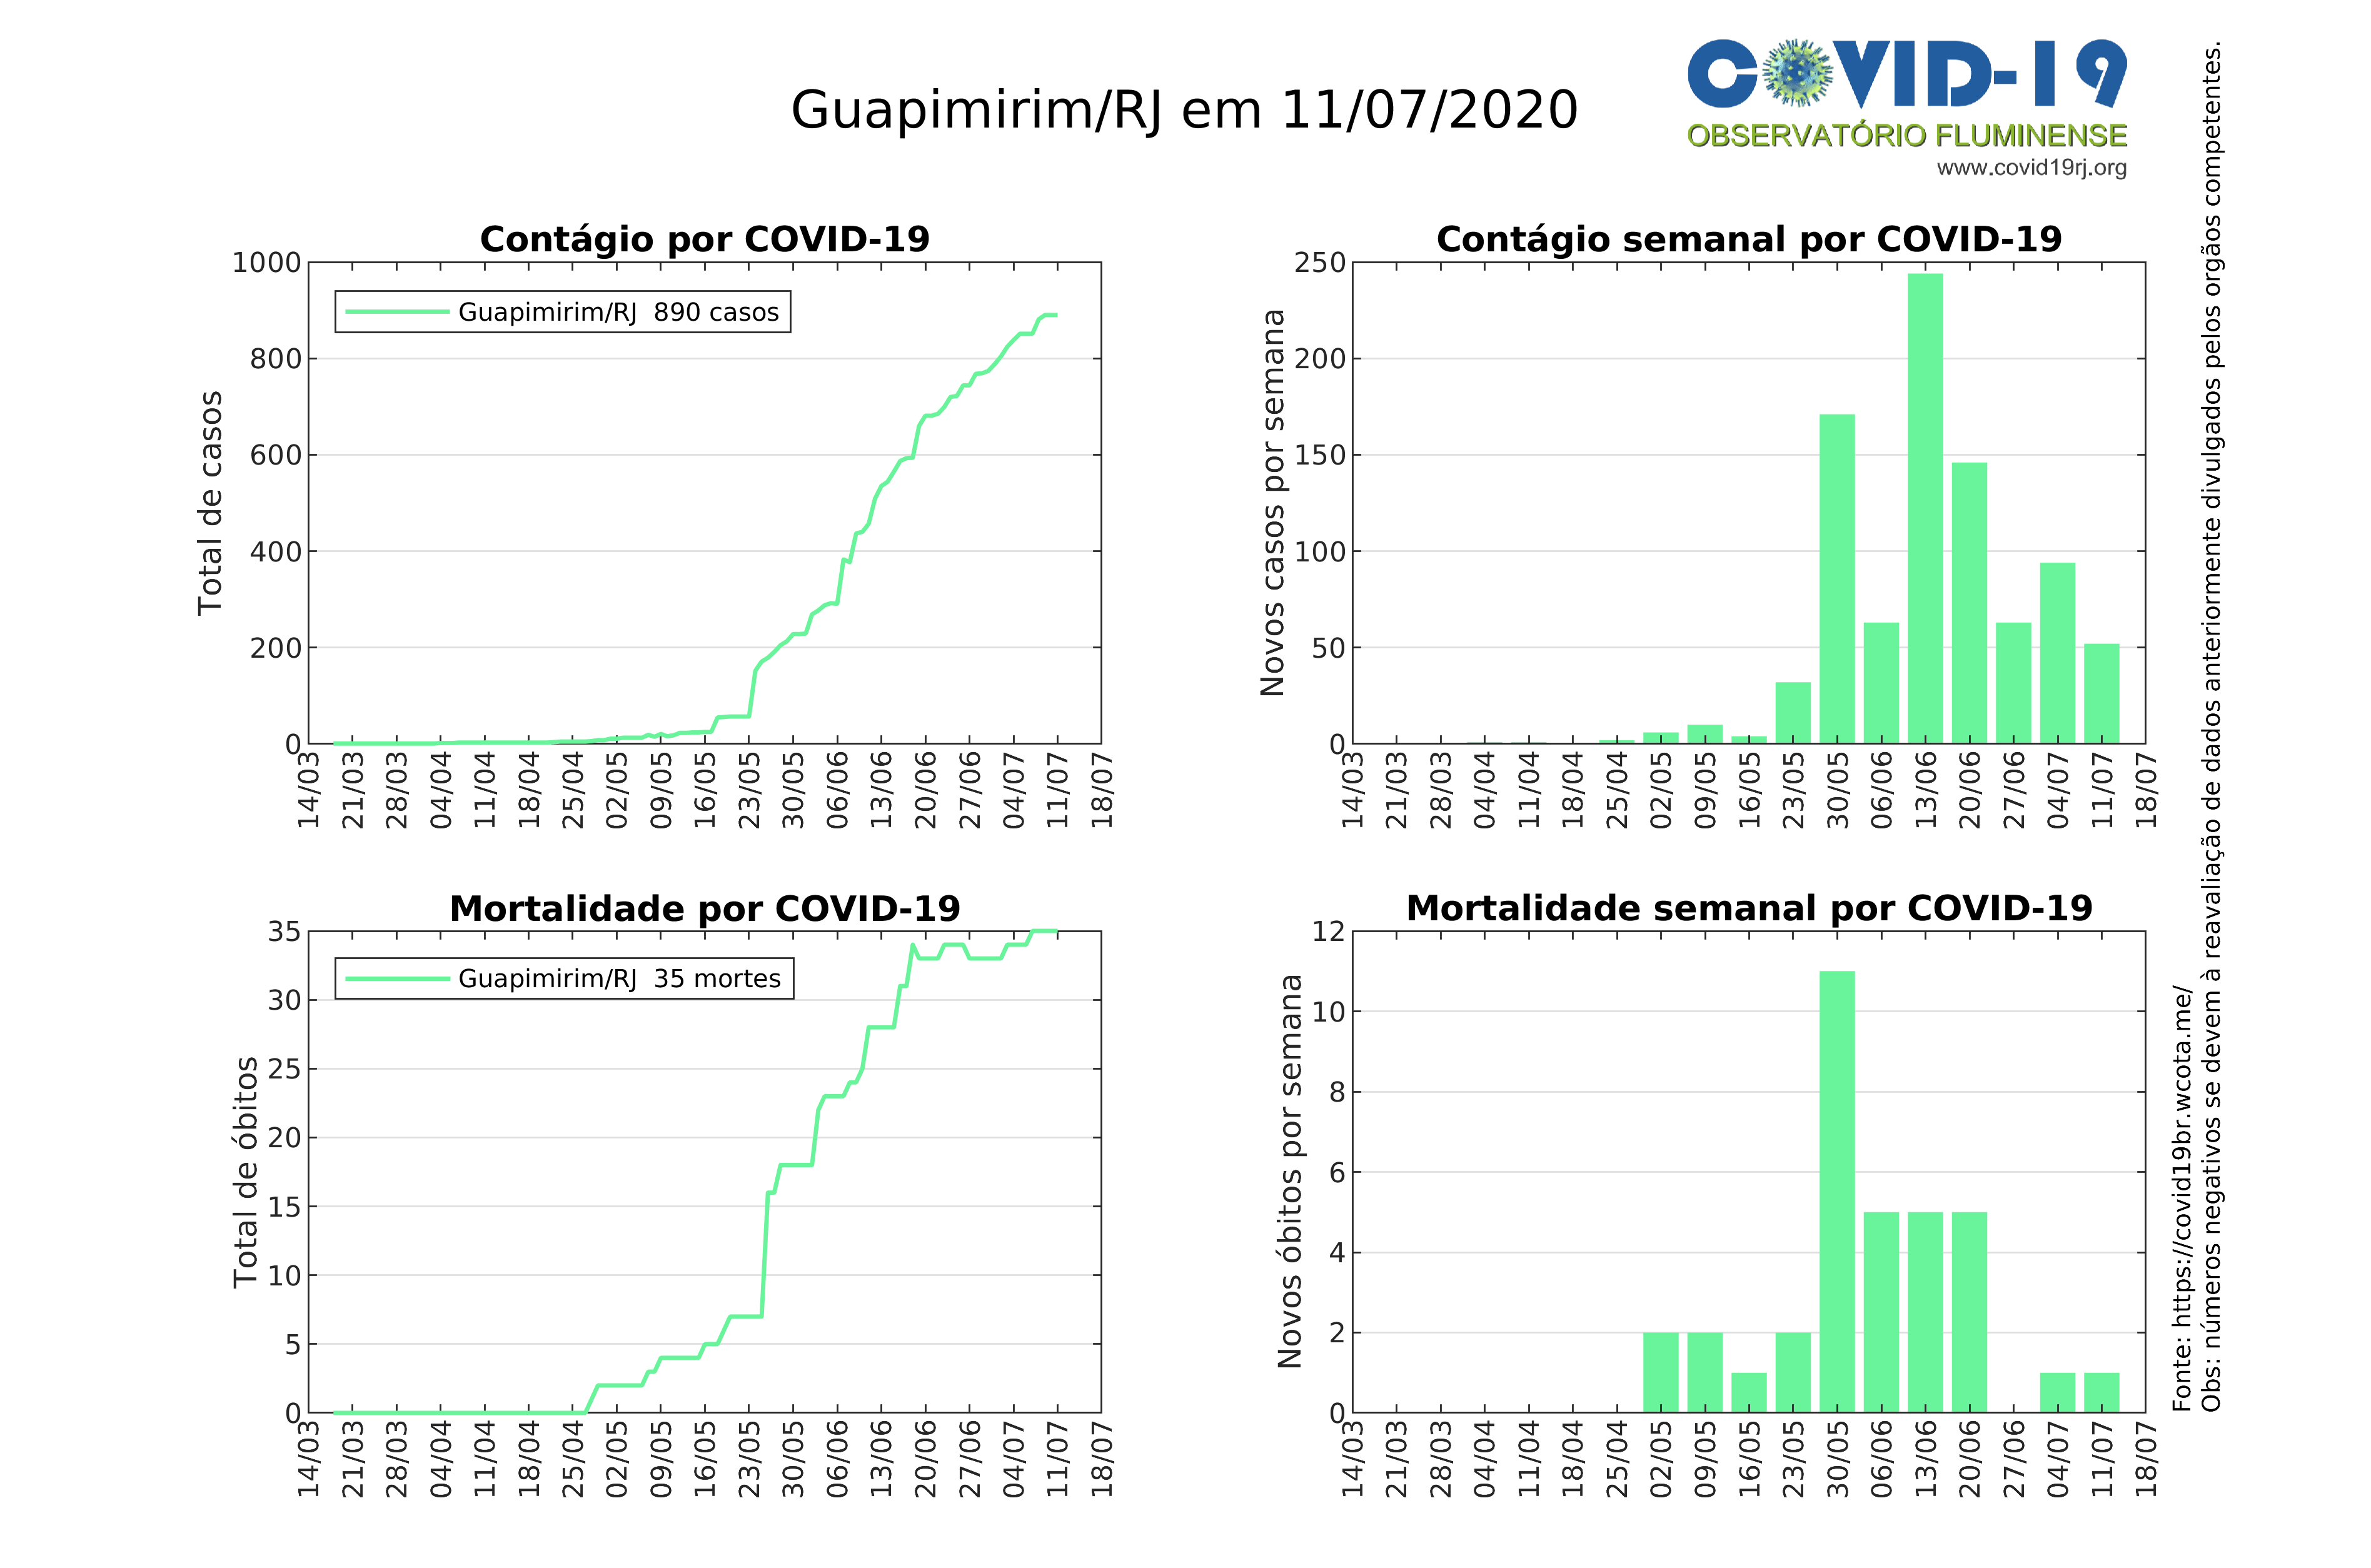 Guapimirim/RJ em 11/07/2020
COVID-19
OBSERVATÓRIO FLUMINENSE
www.covid19rj.org
Contágio por COVID-19
Total de casos
1000
800
600
400
200
0
Guapimirim/RJ 890 casos
14/03 21/03 28/03 04/04 11/04 18/04 25/04 02/05 09/05 16/05 23/05 30/05 06/06 13/06 20/06 27/06 04/07 11/07 18/07
Contágio semanal por COVID-19
Novos casos por semana
250
200
150
100
50
0
14/03 21/03 28/03 04/04 11/04 18/04 25/04 02/05 09/05 16/05 23/05 30/05 06/06 13/06 20/06 27/06 04/07 11/07 18/07
Mortalidade por COVID-19
Total de óbitos
35
30
25
20
15
10
5
0
Guapimirim/RJ 35 mortes
14/03 21/03 28/03 04/04 11/04 18/04 25/04 02/05 09/05 16/05 23/05 30/05 06/06 13/06 20/06 27/06 04/07 11/07 18/07
Mortalidade semanal por COVID-19
Novos óbitos por semana
12
10
8
6
4
2
0
14/03 21/03 28/03 04/04 11/04 18/04 25/04 02/05 09/05 16/05 23/05 30/05 06/06 13/06 20/06 27/06 04/07 11/07 18/07
Fonte: https://covid19br.wcota.me/
Obs: números negativos se devem à reavaliação de dados anteriormente divulgados pelos orgãos competentes.